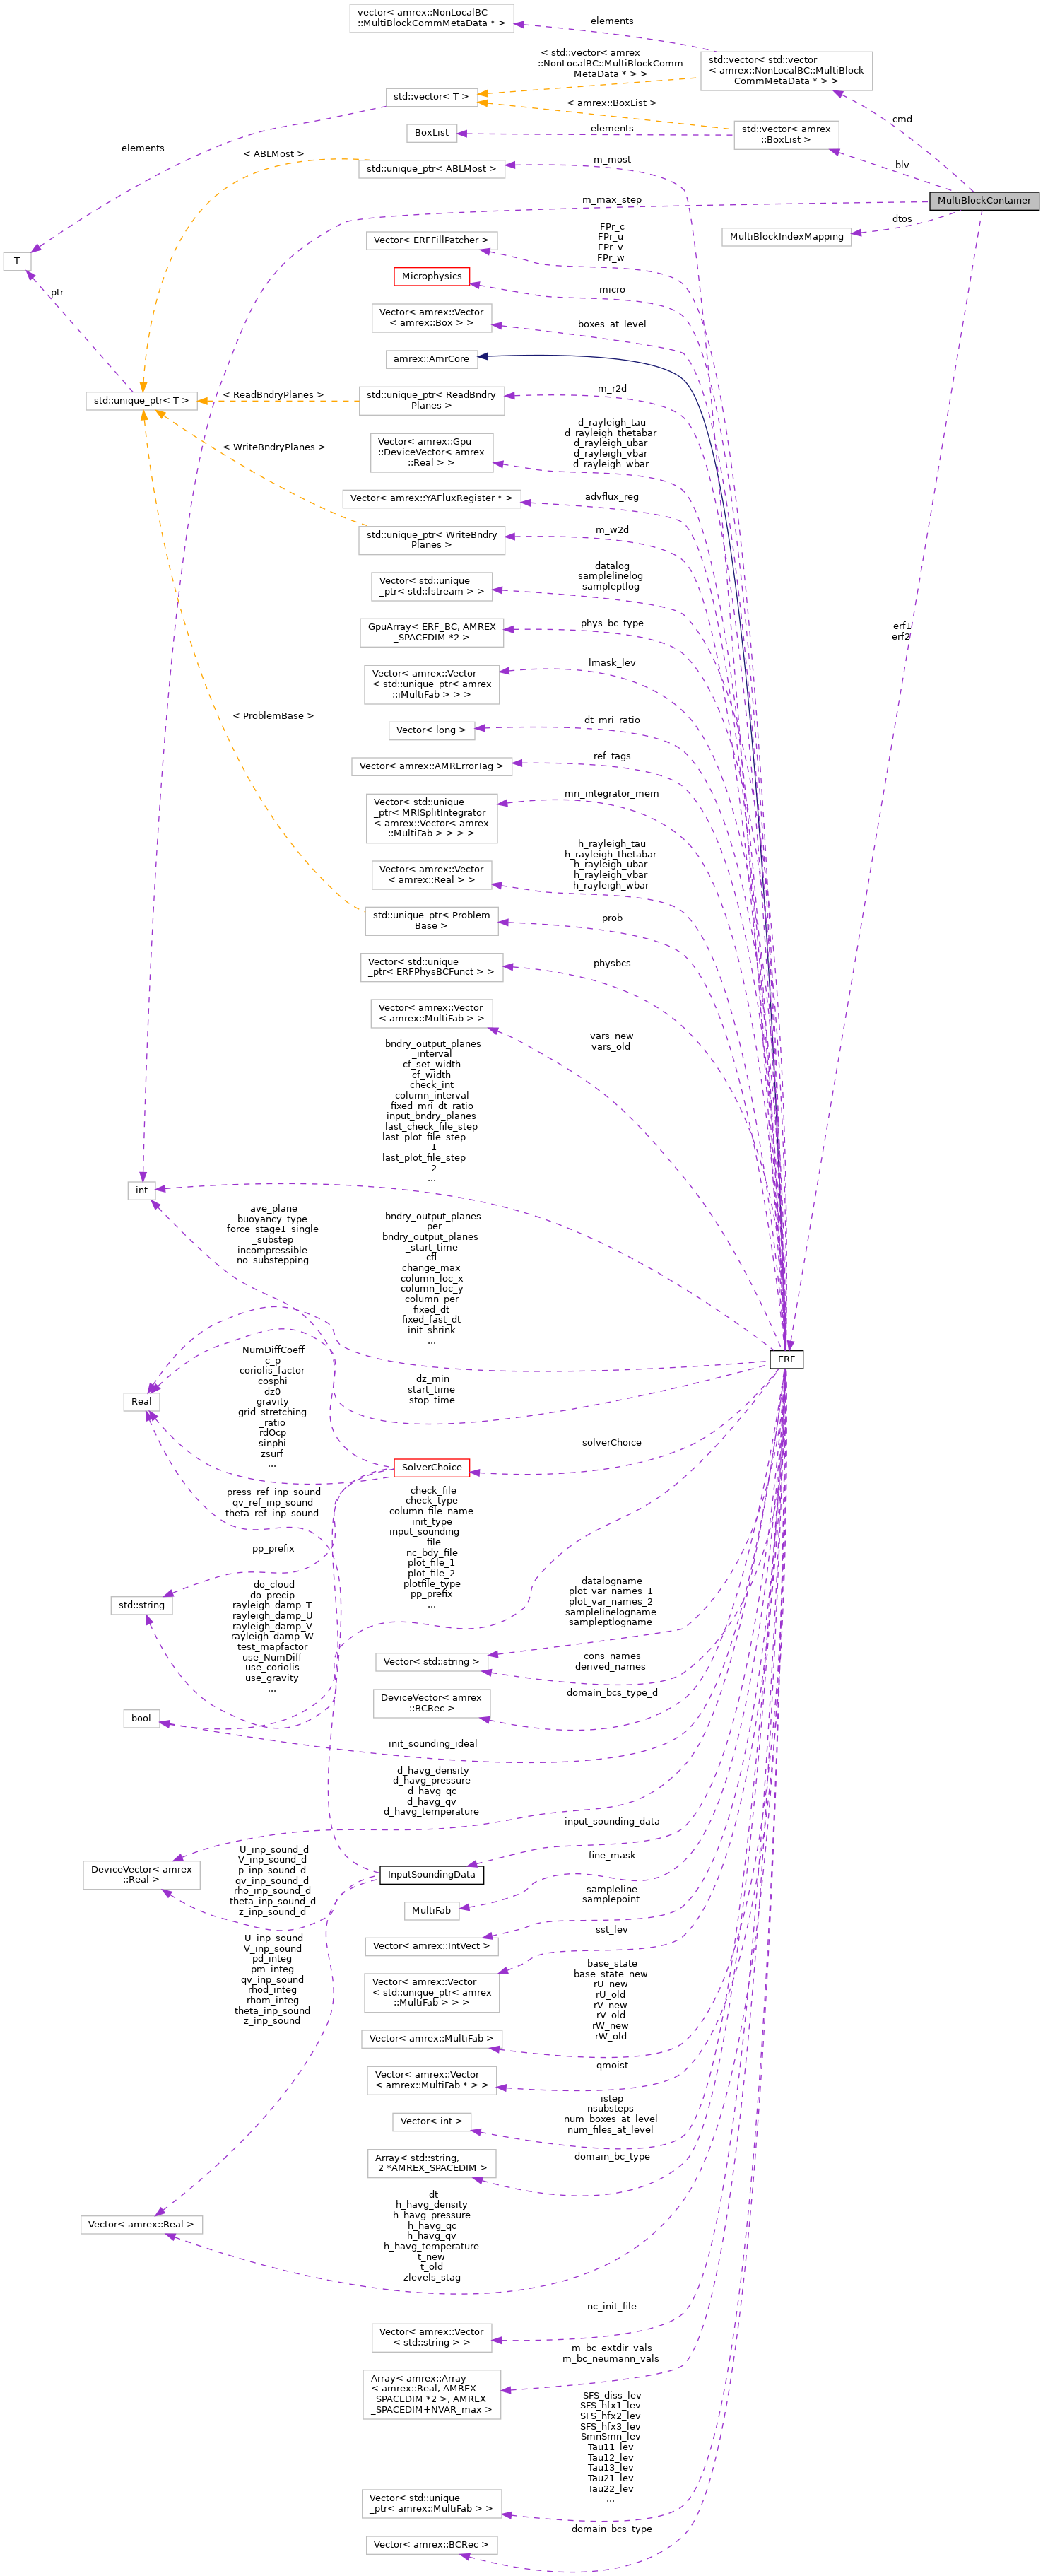 vector< amrex::NonLocalBC
::MultiBlockCommMetaData * >
elements
< std::vector< amrex
::NonLocalBC::MultiBlockComm
MetaData * > >
std::vector< std::vector
< amrex::NonLocalBC::MultiBlock
CommMetaData * > >
std::vector< T >
< amrex::BoxList >
cmd
BoxList
elements
std::vector< amrex
::BoxList >
elements
< ABLMost >
std::unique_ptr< ABLMost >
m_most
blv
m_max_step
MultiBlockContainer
dtos
MultiBlockIndexMapping
Vector< ERFFillPatcher >
FPr_c
FPr_u
FPr_v
FPr_w
T
ptr
Microphysics
micro
Vector< amrex::Vector
< amrex::Box > >
boxes_at_level
amrex::AmrCore
std::unique_ptr< T >
< ReadBndryPlanes >
std::unique_ptr< ReadBndry
Planes >
m_r2d
< WriteBndryPlanes >
Vector< amrex::Gpu
::DeviceVector< amrex
::Real > >
d_rayleigh_tau
d_rayleigh_thetabar
d_rayleigh_ubar
d_rayleigh_vbar
d_rayleigh_wbar
Vector< amrex::YAFluxRegister * >
advflux_reg
std::unique_ptr< WriteBndry
Planes >
m_w2d
Vector< std::unique
_ptr< std::fstream > >
datalog
samplelinelog
sampleptlog
GpuArray< ERF_BC, AMREX
_SPACEDIM *2 >
phys_bc_type
erf1
erf2
Vector< amrex::Vector
< std::unique_ptr< amrex
::iMultiFab > > >
lmask_lev
< ProblemBase >
Vector< long >
dt_mri_ratio
Vector< amrex::AMRErrorTag >
ref_tags
Vector< std::unique
_ptr< MRISplitIntegrator
< amrex::Vector< amrex
::MultiFab > > > >
mri_integrator_mem
Vector< amrex::Vector
< amrex::Real > >
h_rayleigh_tau
h_rayleigh_thetabar
h_rayleigh_ubar
h_rayleigh_vbar
h_rayleigh_wbar
std::unique_ptr< Problem
Base >
prob
Vector< std::unique
_ptr< ERFPhysBCFunct > >
physbcs
Vector< amrex::Vector
< amrex::MultiFab > >
vars_new
vars_old
bndry_output_planes
_interval
cf_set_width
cf_width
check_int
column_interval
fixed_mri_dt_ratio
input_bndry_planes
last_check_file_step
last_plot_file_step
_1
last_plot_file_step
_2
...
int
ave_plane
buoyancy_type
force_stage1_single
_substep
incompressible
no_substepping
bndry_output_planes
_per
bndry_output_planes
_start_time
cfl
change_max
column_loc_x
column_loc_y
column_per
fixed_dt
fixed_fast_dt
init_shrink
...
ERF
Real
NumDiffCoeff
c_p
coriolis_factor
cosphi
dz0
gravity
grid_stretching
_ratio
rdOcp
sinphi
zsurf
...
dz_min
start_time
stop_time
SolverChoice
solverChoice
press_ref_inp_sound
qv_ref_inp_sound
theta_ref_inp_sound
check_file
check_type
column_file_name
init_type
input_sounding
_file
nc_bdy_file
plot_file_1
plot_file_2
plotfile_type
pp_prefix
...
pp_prefix
std::string
do_cloud
do_precip
rayleigh_damp_T
rayleigh_damp_U
rayleigh_damp_V
rayleigh_damp_W
test_mapfactor
use_NumDiff
use_coriolis
use_gravity
...
datalogname
plot_var_names_1
plot_var_names_2
samplelinelogname
sampleptlogname
Vector< std::string >
cons_names
derived_names
DeviceVector< amrex
::BCRec >
domain_bcs_type_d
bool
init_sounding_ideal
d_havg_density
d_havg_pressure
d_havg_qc
d_havg_qv
d_havg_temperature
input_sounding_data
DeviceVector< amrex
::Real >
U_inp_sound_d
V_inp_sound_d
p_inp_sound_d
qv_inp_sound_d
rho_inp_sound_d
theta_inp_sound_d
z_inp_sound_d
InputSoundingData
fine_mask
MultiFab
sampleline
samplepoint
Vector< amrex::IntVect >
U_inp_sound
V_inp_sound
pd_integ
pm_integ
qv_inp_sound
rhod_integ
rhom_integ
theta_inp_sound
z_inp_sound
sst_lev
Vector< amrex::Vector
< std::unique_ptr< amrex
::MultiFab > > >
base_state
base_state_new
rU_new
rU_old
rV_new
rV_old
rW_new
rW_old
Vector< amrex::MultiFab >
Vector< amrex::Vector
< amrex::MultiFab * > >
qmoist
Vector< int >
istep
nsubsteps
num_boxes_at_level
num_files_at_level
Array< std::string,
2 *AMREX_SPACEDIM >
domain_bc_type
Vector< amrex::Real >
dt
h_havg_density
h_havg_pressure
h_havg_qc
h_havg_qv
h_havg_temperature
t_new
t_old
zlevels_stag
Vector< amrex::Vector
< std::string > >
nc_init_file
Array< amrex::Array
< amrex::Real, AMREX
_SPACEDIM *2 >, AMREX
_SPACEDIM+NVAR_max >
m_bc_extdir_vals
m_bc_neumann_vals
SFS_diss_lev
SFS_hfx1_lev
SFS_hfx2_lev
SFS_hfx3_lev
SmnSmn_lev
Tau11_lev
Tau12_lev
Tau13_lev
Tau21_lev
Tau22_lev
...
Vector< std::unique
_ptr< amrex::MultiFab > >
domain_bcs_type
Vector< amrex::BCRec >